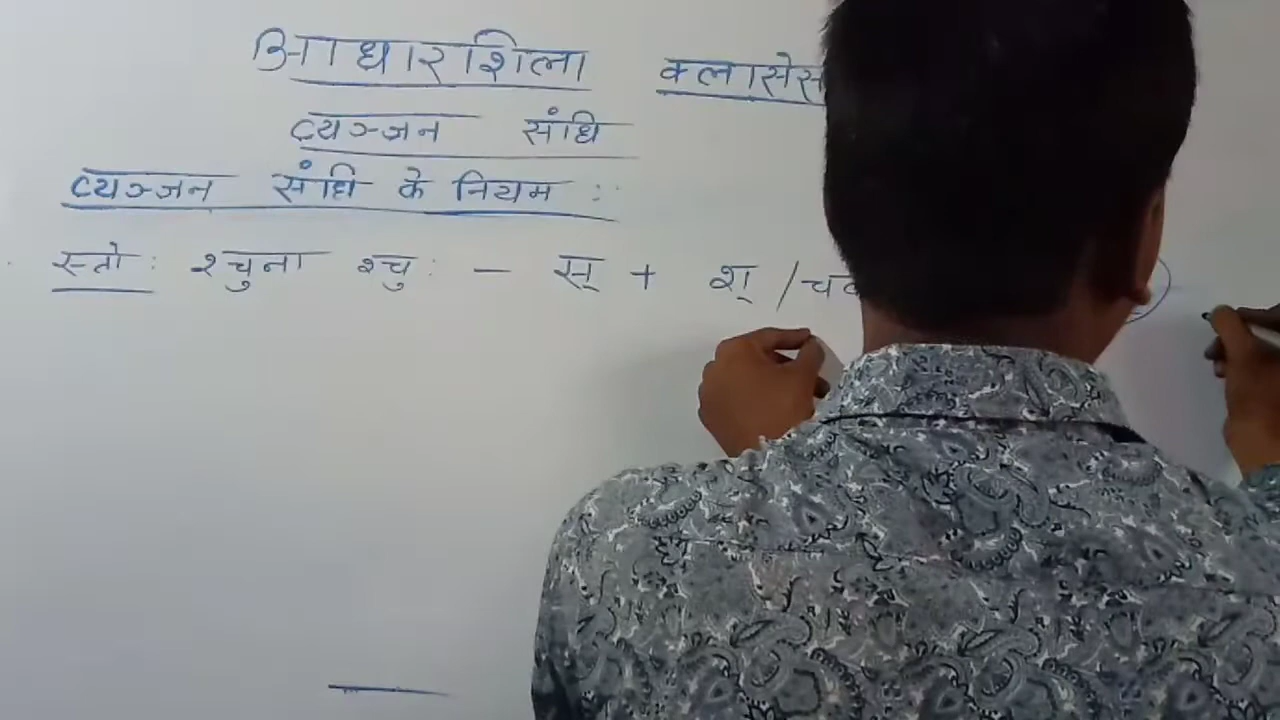 आधारशिला क्लासेस
व्यञ्जन संधि
व्यञ्जन संधि के नियम :
स्तो : श्चुना श्चु : - स् + श् /